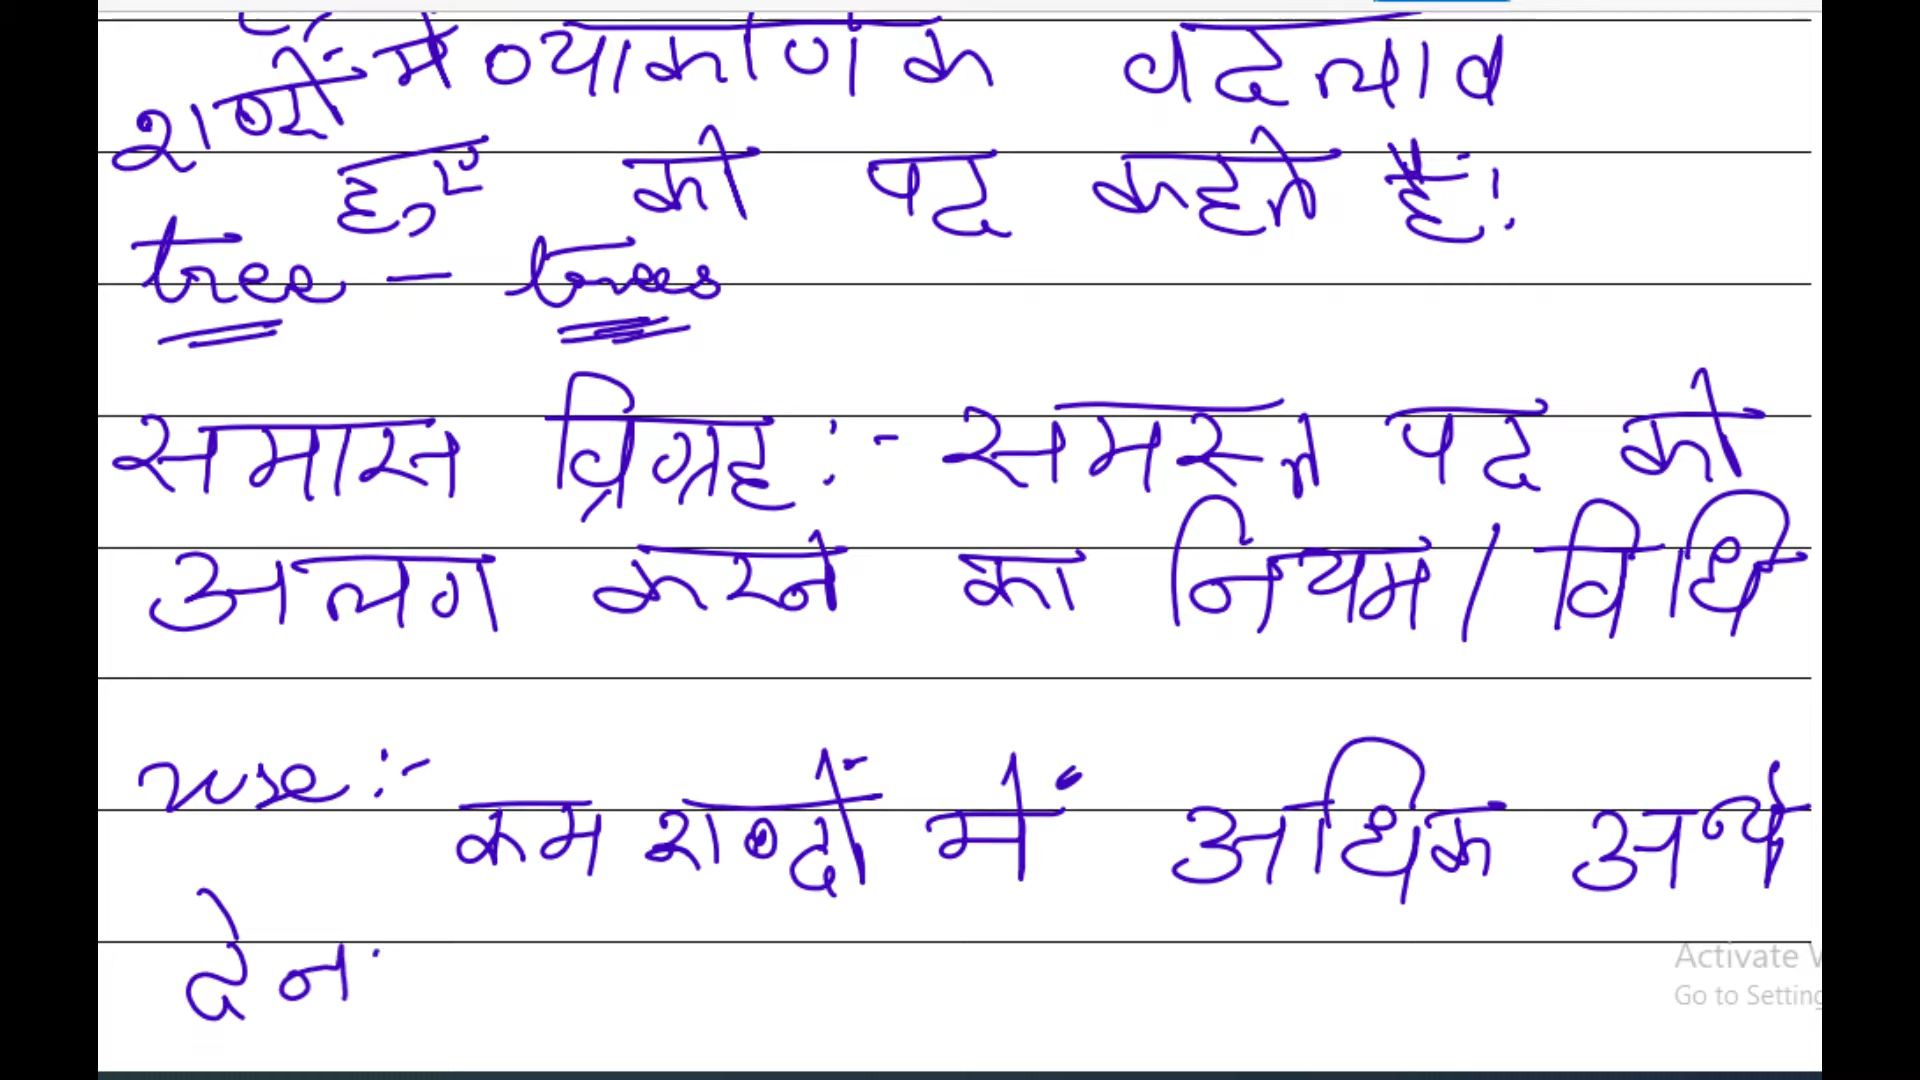 शब्दों में व्याकरणिक बदलाव
हुए को पद कहते हैं।
tree - trees
समास विग्रह :- समस्त पद को
अलग करने का नियम / विधि
use :-
कम शब्दों में अधिक अर्थ
देन
Activate
Go to Setting